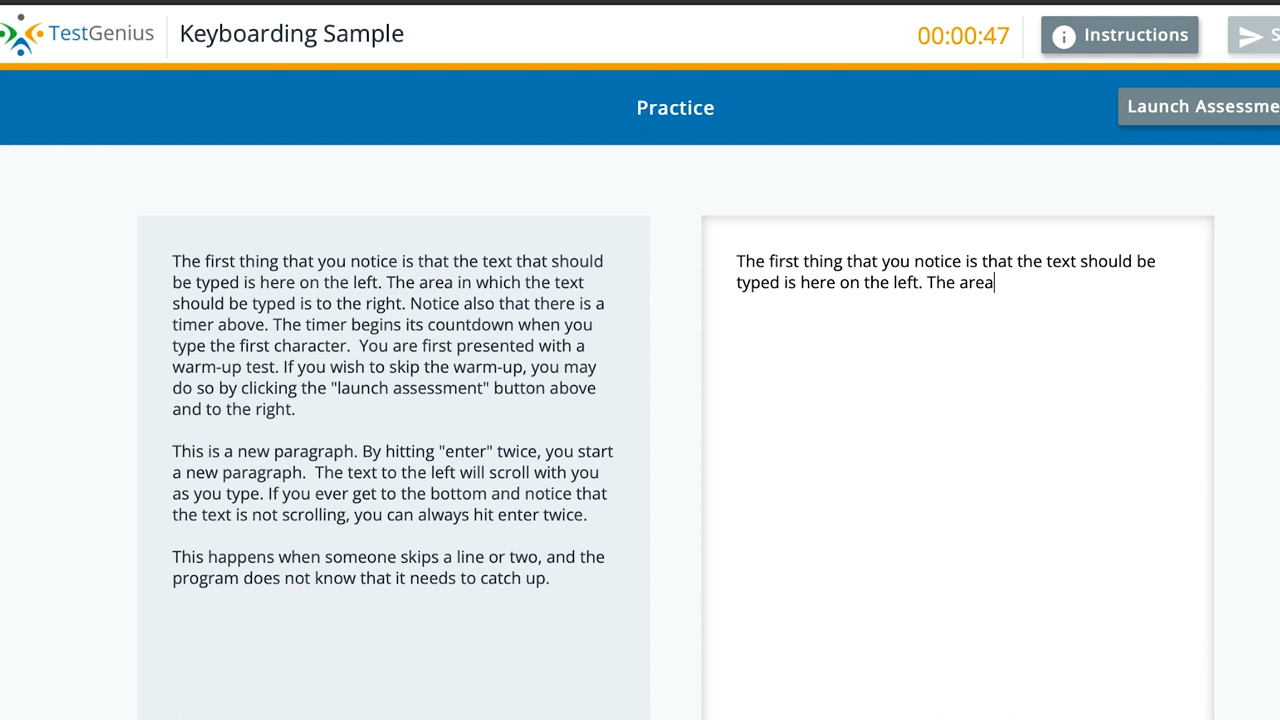 TestGenius
Keyboarding Sample
00:00:47
Instructions
S
Practice
Launch Assessme
The first thing that you notice is that the text that should
be typed is here on the left. The area in which the text
should be typed is to the right. Notice also that there is a
timer above. The timer begins its countdown when you
type the first character.  You are first presented with a
warm-up test. If you wish to skip the warm-up, you may
do so by clicking the "launch assessment" button above
and to the right.
This is a new paragraph. By hitting "enter" twice, you start
a new paragraph.  The text to the left will scroll with you
as you type. If you ever get to the bottom and notice that
the text is not scrolling, you can always hit enter twice.
This happens when someone skips a line or two, and the
program does not know that it needs to catch up.
The first thing that you notice is that the text should be
typed is here on the left. The area